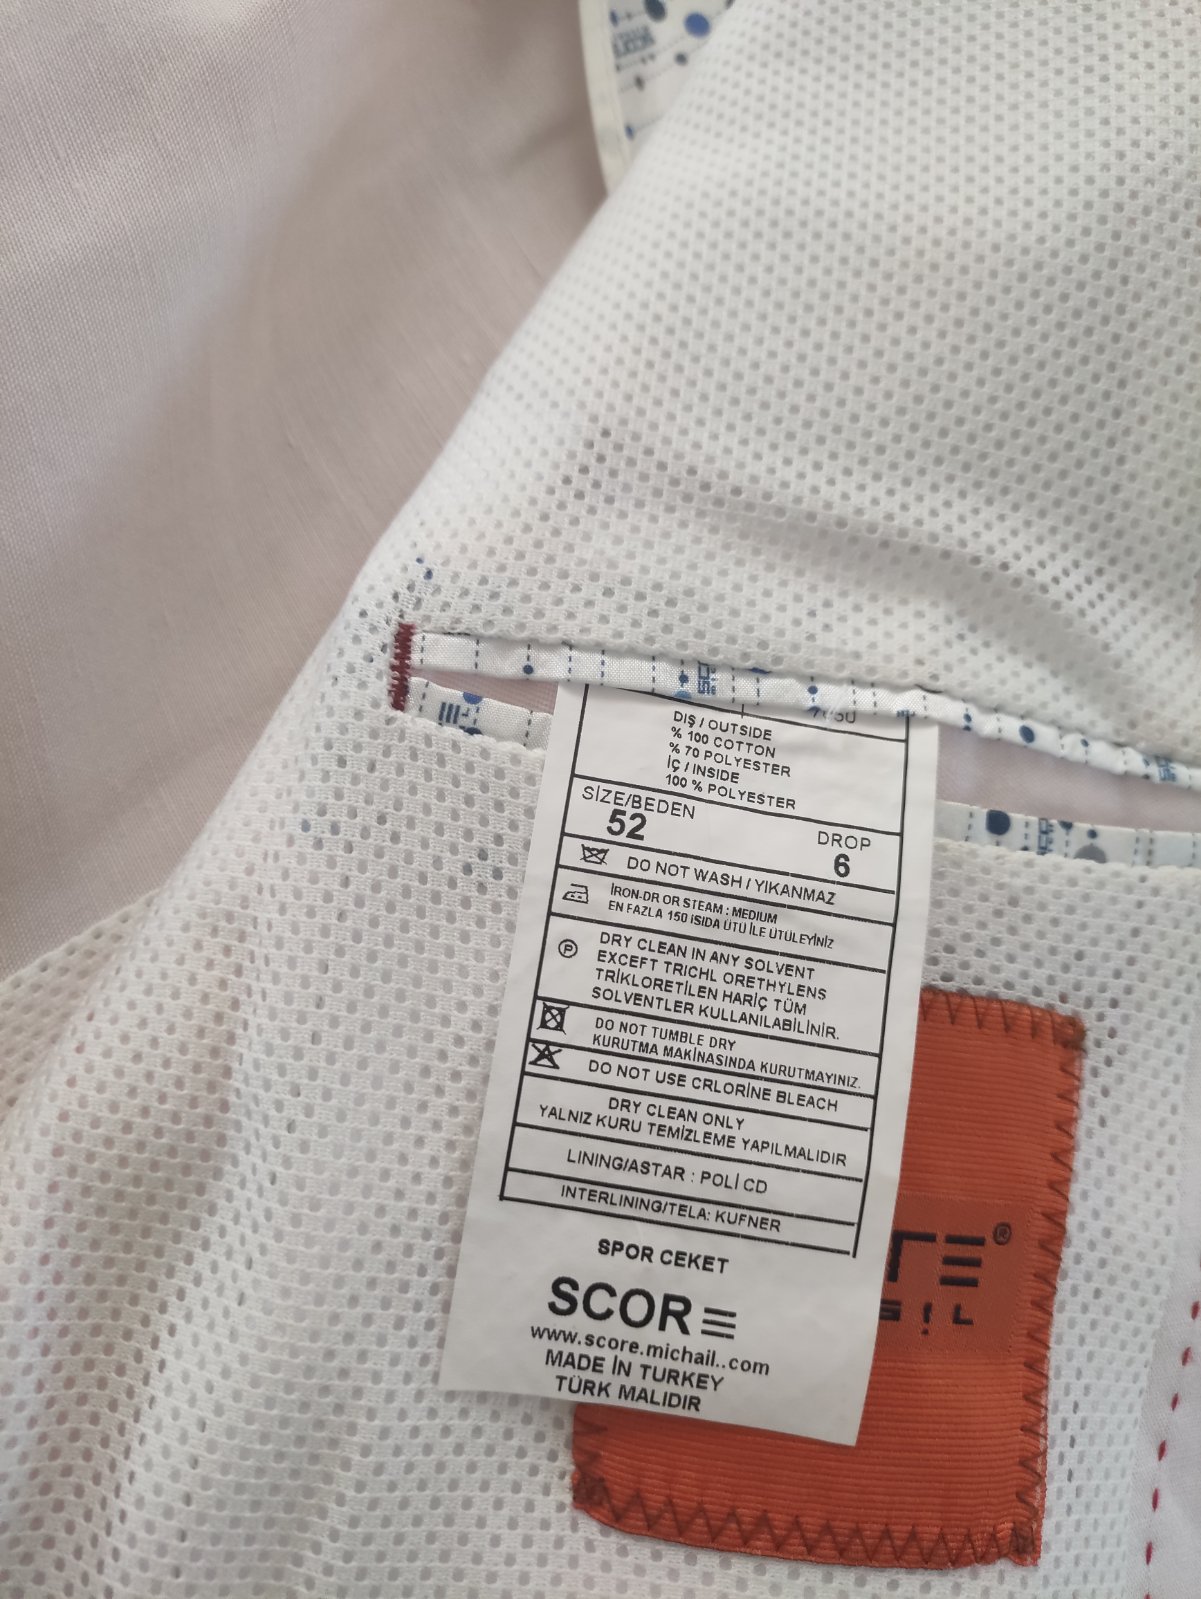 DIŞ / OUTSIDE
% 100 COTTON
% 70 POLYESTER
İÇ / INSIDE
100 % POLYESTER
SİZE/BEDEN
52
DROP
6
DO NOT WASH / YIKANMAZ
İRON-DR OR STEAM : MEDIUM
EN FAZLA 150 ISIDA ÜTÜ İLE ÜTÜLEYİNİZ
P
DRY CLEAN IN ANY SOLVENT
EXCEFT TRICHL ORETHYLENS
TRİKLORETİLEN HARİÇ TÜM
SOLVENTLER KULLANILABİLİNİR.
DO NOT TUMBLE DRY
KURUTMA MAKİNASINDA KURUTMAYINIZ.
DO NOT USE CRLORİNE BLEACH
DRY CLEAN ONLY
YALNIZ KURU TEMİZLEME YAPILMALIDIR
LINING/ASTAR : POLİ CD
INTERLINING/TELA: KUFNER
SPOR CEKET
SCORE
www.score.michail..com
MADE İN TURKEY
TÜRK MALIDIR